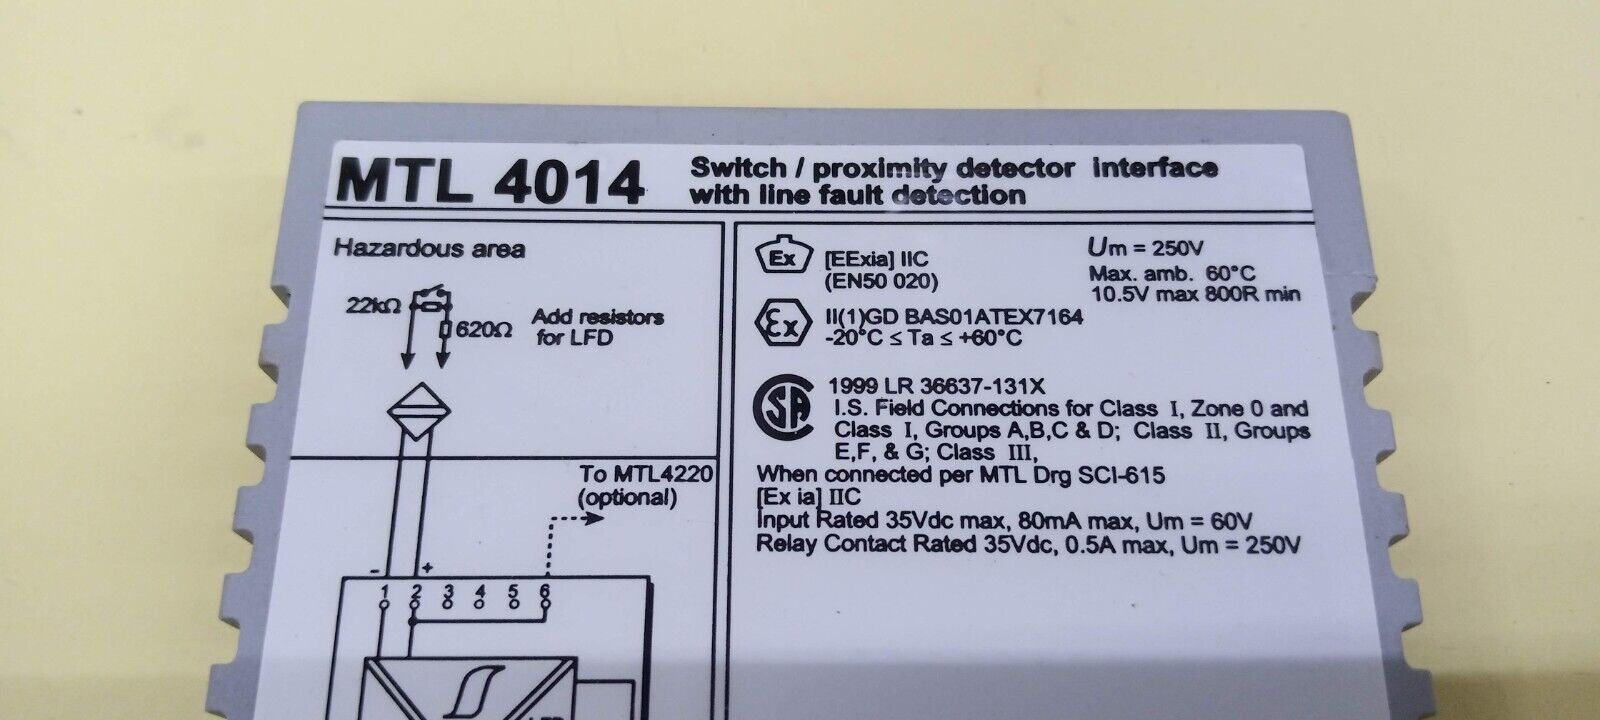 MTL 4014
Switch / proximity detector interface
with line fault detection
Hazardous area
22kΩ
620Ω
Add resistors
for LFD
To MTL4220
(optional)
- +
1 2 3 4 5 6
Ex
[EExia] IIC
(EN50 020)
Um = 250V
Max. amb. 60°C
10.5V max 800R min
Ex
II(1)GD BAS01ATEX7164
-20°C ≤ Ta ≤ +60°C
SA
1999 LR 36637-131X
I.S. Field Connections for Class I, Zone 0 and
Class I, Groups A,B,C & D; Class II, Groups
E,F, & G; Class III,
When connected per MTL Drg SCI-615
[Ex ia] IIC
Input Rated 35Vdc max, 80mA max, Um = 60V
Relay Contact Rated 35Vdc, 0.5A max, Um = 250V